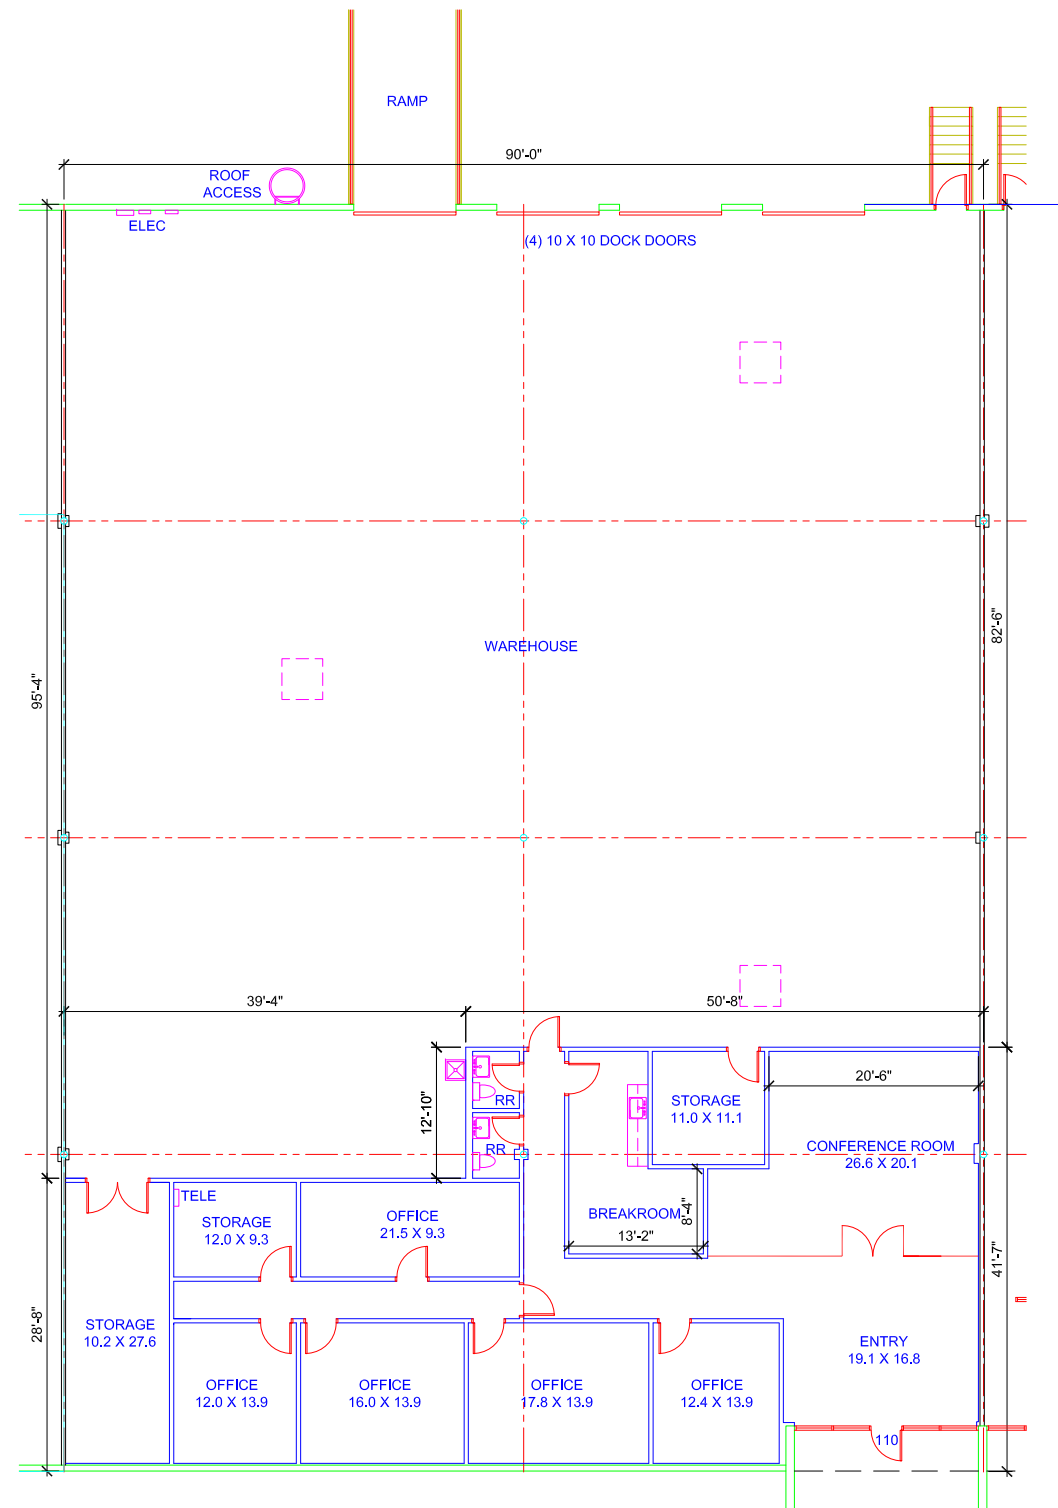 RAMP
90'-0"
ROOF
ACCESS
ELEC
(4) 10 X 10 DOCK DOORS
82'-6"
WAREHOUSE
95'-4"
39'-4"
50'-8"
20'-6"
12'-10"
RR
STORAGE
11.0 X 11.1
RR
CONFERENCE ROOM
26.6 X 20.1
TELE
STORAGE
12.0 X 9.3
OFFICE
21.5 X 9.3
BREAKROOM
8'-4"
13'-2"
41'-7"
28'-8"
STORAGE
10.2 X 27.6
ENTRY
19.1 X 16.8
OFFICE
12.0 X 13.9
OFFICE
16.0 X 13.9
OFFICE
17.8 X 13.9
OFFICE
12.4 X 13.9
110